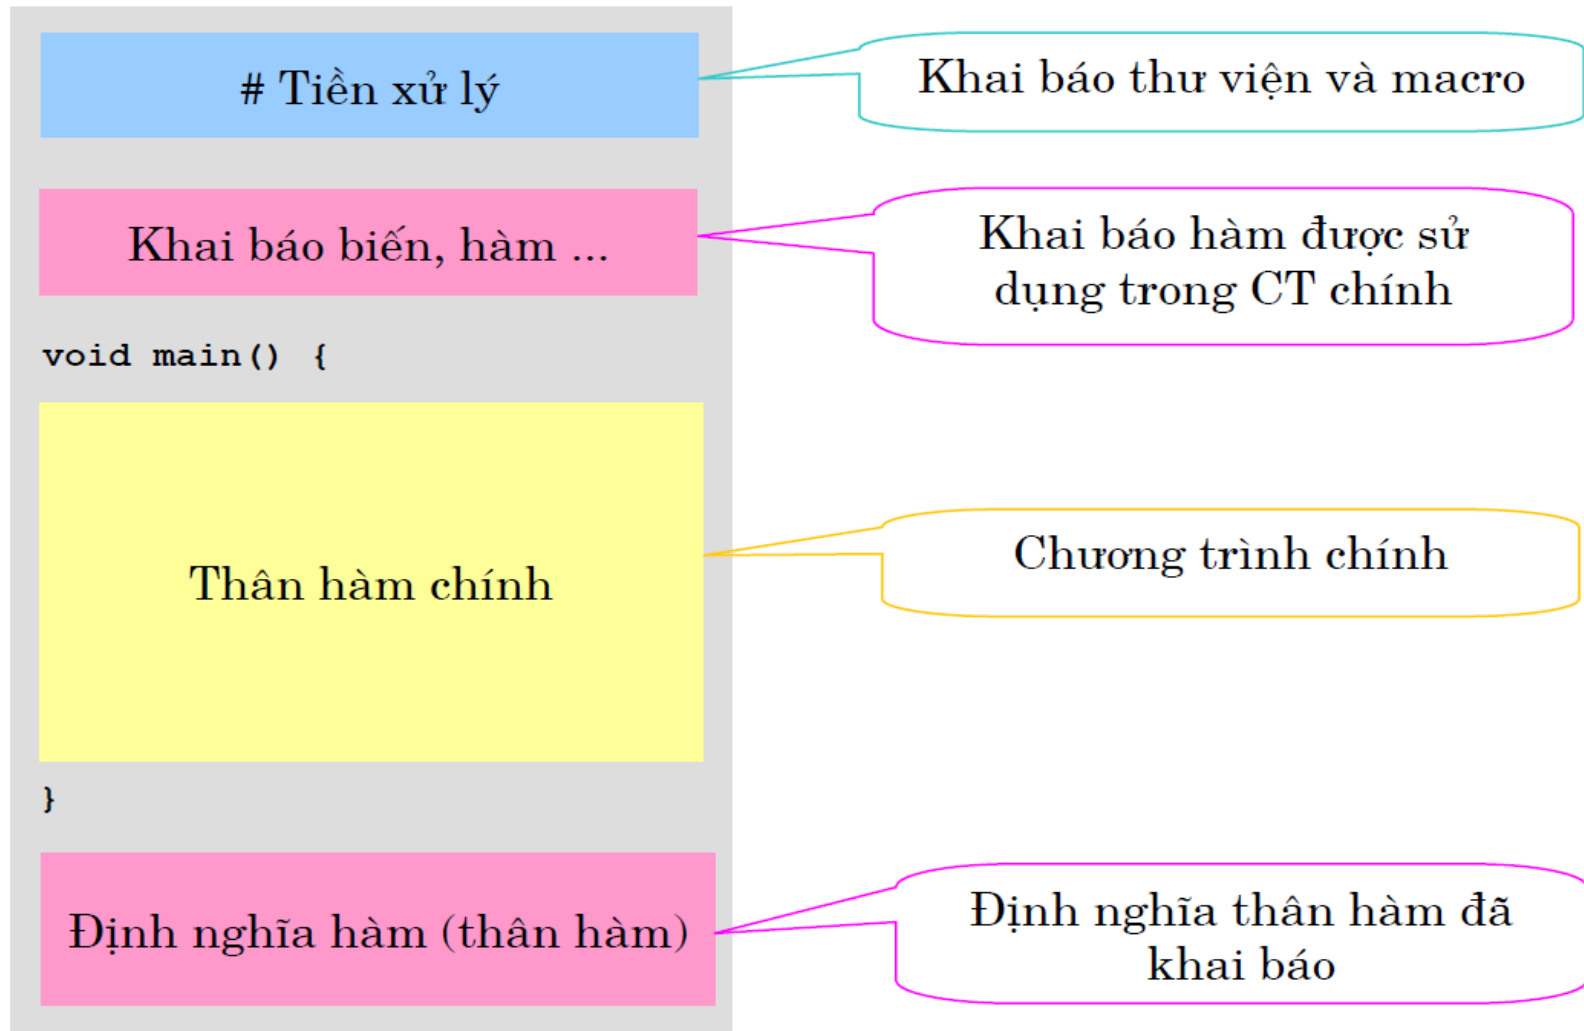 # Tiền xử lý
Khai báo thư viện và macro
Khai báo biến, hàm ...
Khai báo hàm được sử
dụng trong CT chính
void main() {
Thân hàm chính
Chương trình chính
}
Định nghĩa hàm (thân hàm)
Định nghĩa thân hàm đã
khai báo